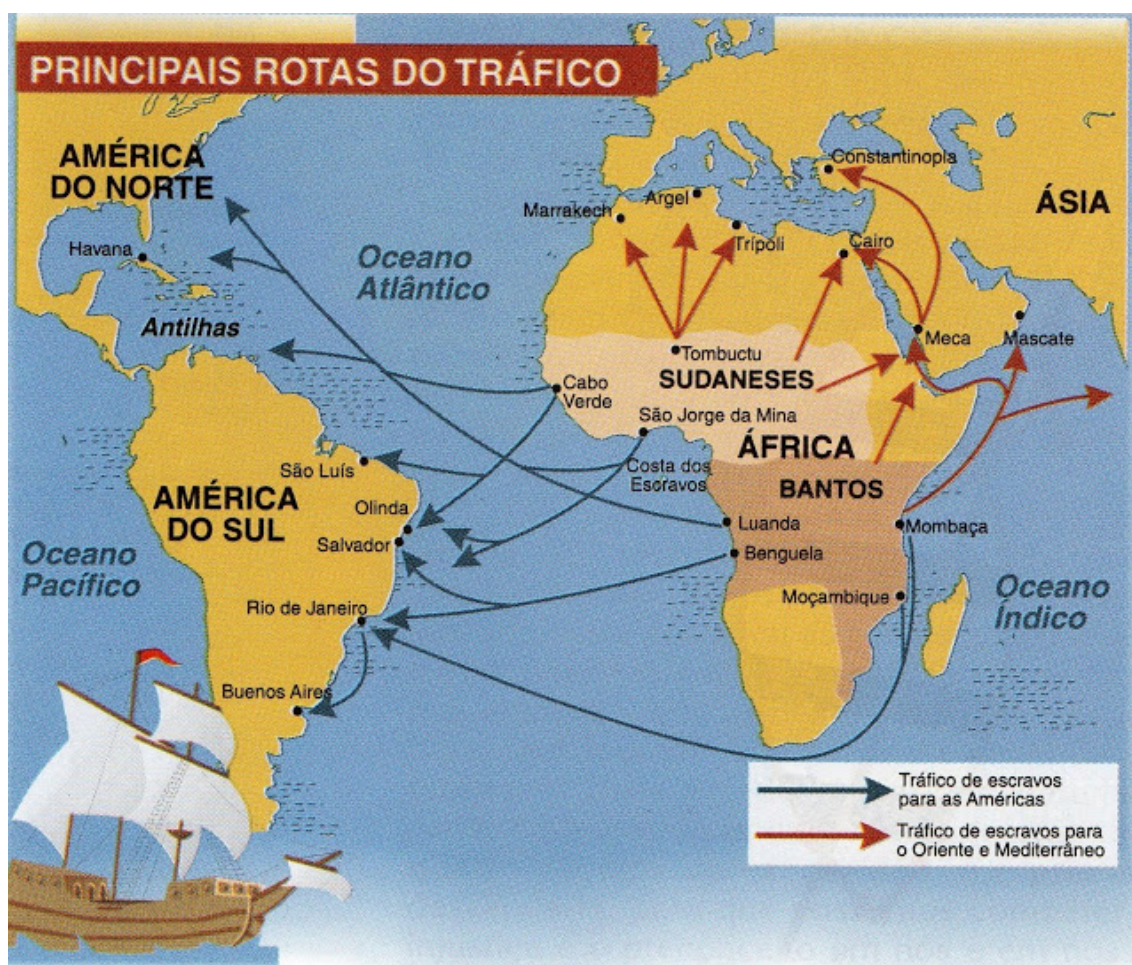 PRINCIPAIS ROTAS DO TRÁFICO
AMÉRICA
DO NORTE
Havana
Antilhas
Oceano
Atlântico
Constantinopla
ÁSIA
Argel
Marrakech
Trípoli
Cairo
Meca
Mascate
Tombuctu
SUDANESES
Cabo
Verde
São Jorge da Mina
ÁFRICA
Costa dos
Escravos
BANTOS
São Luís
AMÉRICA
DO SUL
Olinda
Salvador
Luanda
Mombaça
Benguela
Oceano
Pacífico
Moçambique
Oceano
Índico
Rio de Janeiro
Buenos Aires
Tráfico de escravos
para as Américas
Tráfico de escravos para
o Oriente e Mediterrâneo